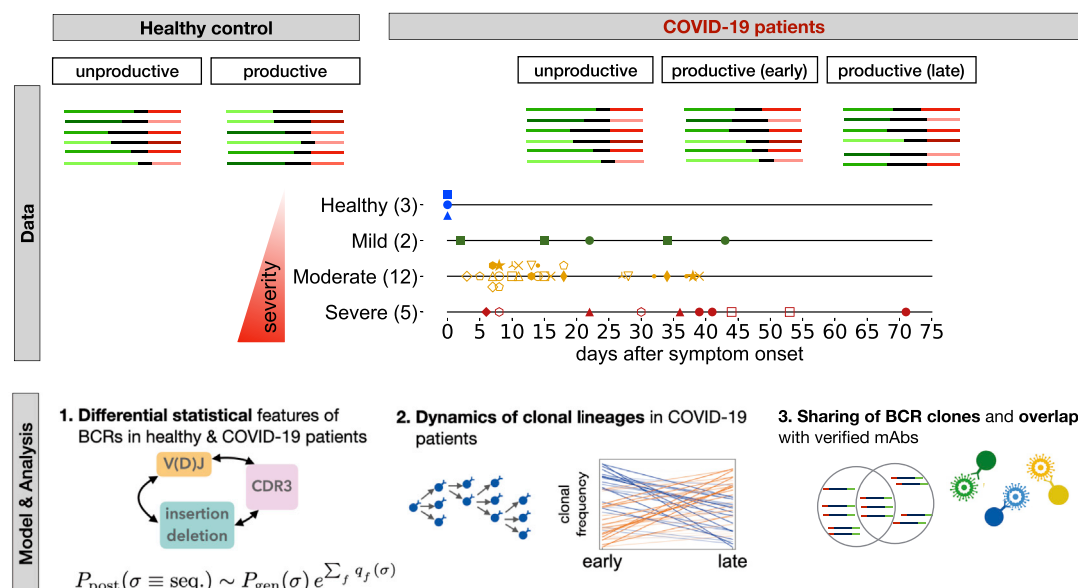 Healthy control
COVID-19 patients
unproductive
productive
unproductive
productive (early)
productive (late)
Data
severity
Healthy (3)
Mild (2)
Moderate (12)
Severe (5)
0 5 10 15 20 25 30 35 40 45 50 55 60 65 70 75
days after symptom onset
Model & Analysis
1. Differential statistical features of
BCRs in healthy & COVID-19 patients
V(D)J
CDR3
insertion
deletion
P_post(σ ≡ seq.) ∼ P_gen(σ) e^{∑_f q_f(σ)}
2. Dynamics of clonal lineages in COVID-19
patients
clonal
frequency
early
late
3. Sharing of BCR clones and overlap
with verified mAbs